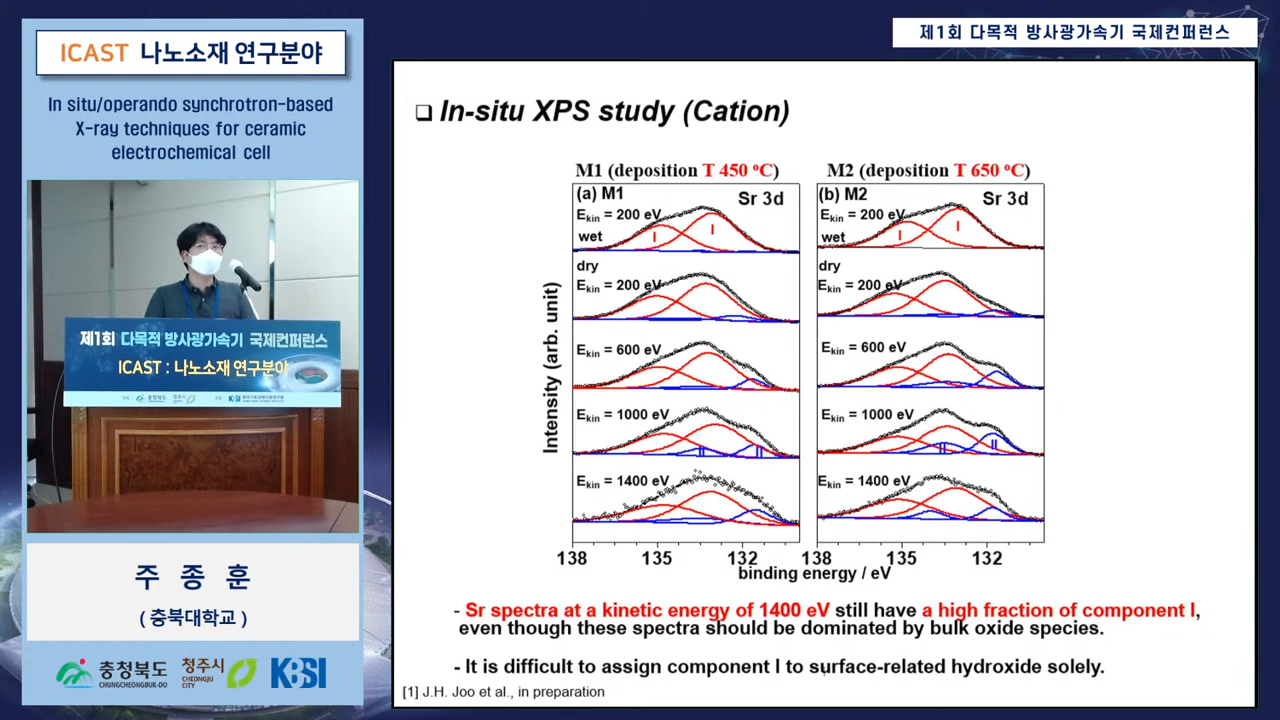 ICAST 나노소재 연구분야
In situ/operando synchrotron-based
X-ray techniques for ceramic
electrochemical cell
제1회 다목적 방사광가속기 국제컨퍼런스
ICAST : 나노소재 연구분야
충청북도
청주시
KBSI
주 종 훈
( 충북대학교 )
충청북도
CHUNGCHEONGBUK-DO
청주시
CHEONGJU
CITY
KBSI
제1회 다목적 방사광가속기 국제컨퍼런스
❑ In-situ XPS study (Cation)
M1 (deposition T 450 ºC)
M2 (deposition T 650 ºC)
(a) M1
Sr 3d
Ekin = 200 eV
wet
I
I
dry
Ekin = 200 eV
Ekin = 600 eV
Ekin = 1000 eV
II
II
Ekin = 1400 eV
(b) M2
Sr 3d
Ekin = 200 eV
wet
I
I
dry
Ekin = 200 eV
Ekin = 600 eV
Ekin = 1000 eV
II
II
Ekin = 1400 eV
Intensity (arb. unit)
138 135 132 138 135 132
binding energy / eV
- Sr spectra at a kinetic energy of 1400 eV still have a high fraction of component I,
even though these spectra should be dominated by bulk oxide species.
- It is difficult to assign component I to surface-related hydroxide solely.
[1] J.H. Joo et al., in preparation